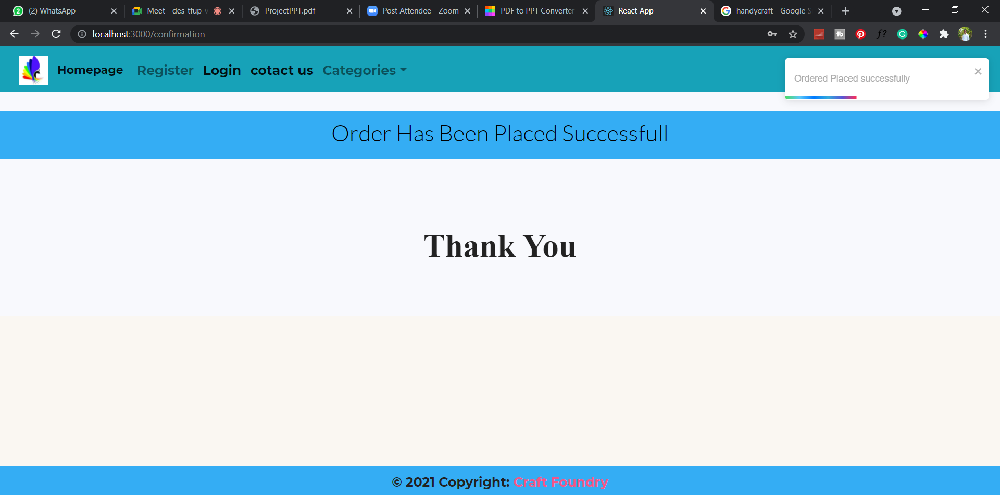 (2) WhatsApp
Meet - des-tfup-v
ProjectPPT.pdf
Post Attendee - Zoom
PDF to PPT Converter
React App
handycraft - Google S
localhost:3000/confirmation
Homepage Register Login cotact us Categories
Ordered Placed successfully
Order Has Been Placed Successfull
Thank You
© 2021 Copyright: Craft Foundry